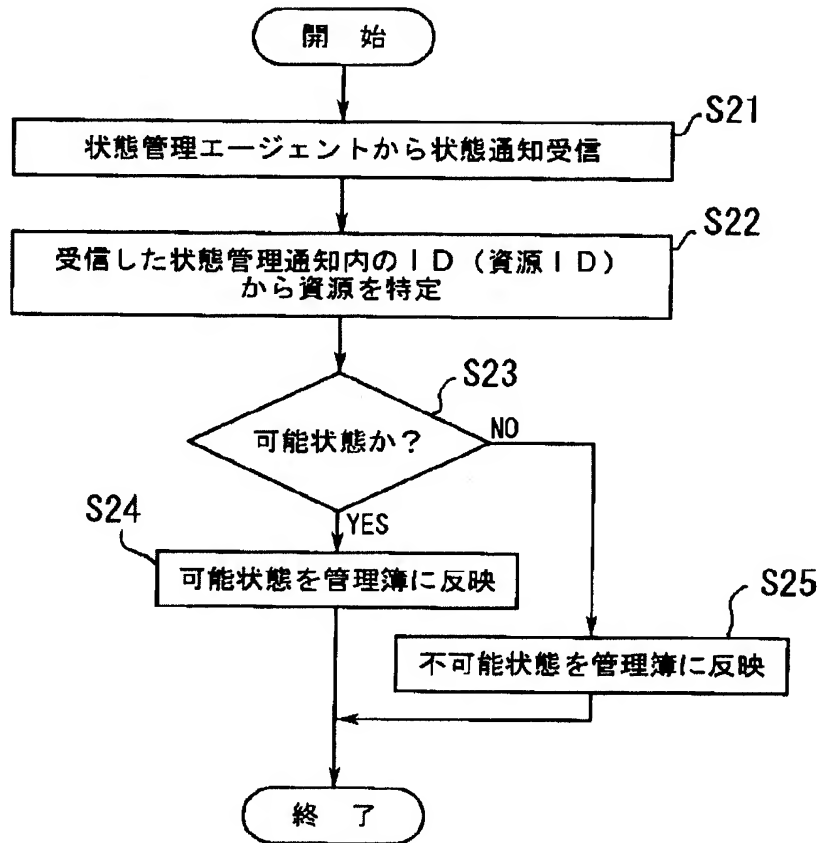 開 始
S21
状態管理エージェントから状態通知受信
S22
受信した状態管理通知内のID(資源ID)
から資源を特定
S23
可能状態か?
NO
YES
S24
可能状態を管理簿に反映
S25
不可能状態を管理簿に反映
終 了